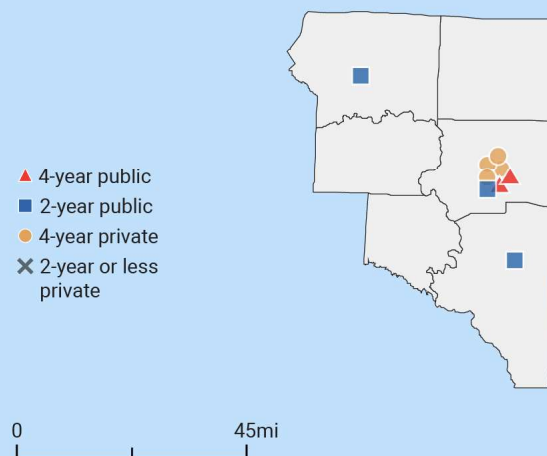 4-year public
2-year public
4-year private
2-year or less
private
0
45mi